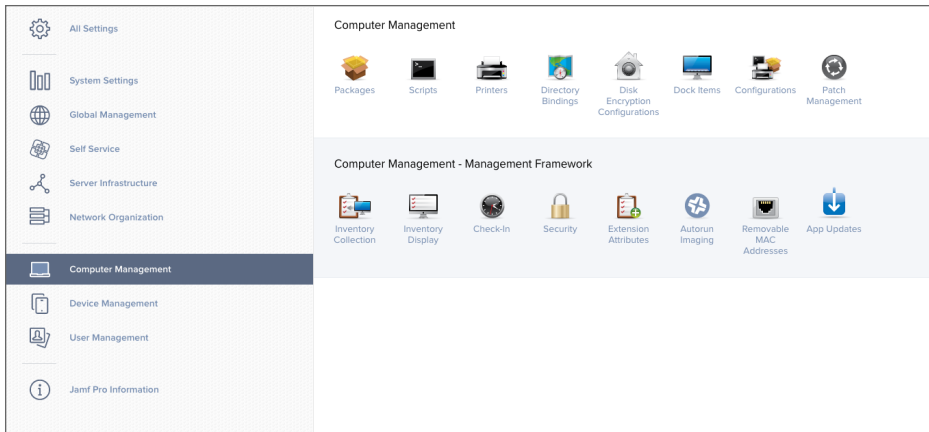 All Settings
System Settings
Global Management
Self Service
Server Infrastructure
Network Organization
Computer Management
Device Management
User Management
Jamf Pro Information
Computer Management
Packages
Scripts
Printers
Directory
Bindings
Disk
Encryption
Configurations
Dock Items
Configurations
Patch
Management
Computer Management - Management Framework
Inventory
Collection
Inventory
Display
Check-In
Security
Extension
Attributes
Autorun
Imaging
Removable
MAC
Addresses
App Updates